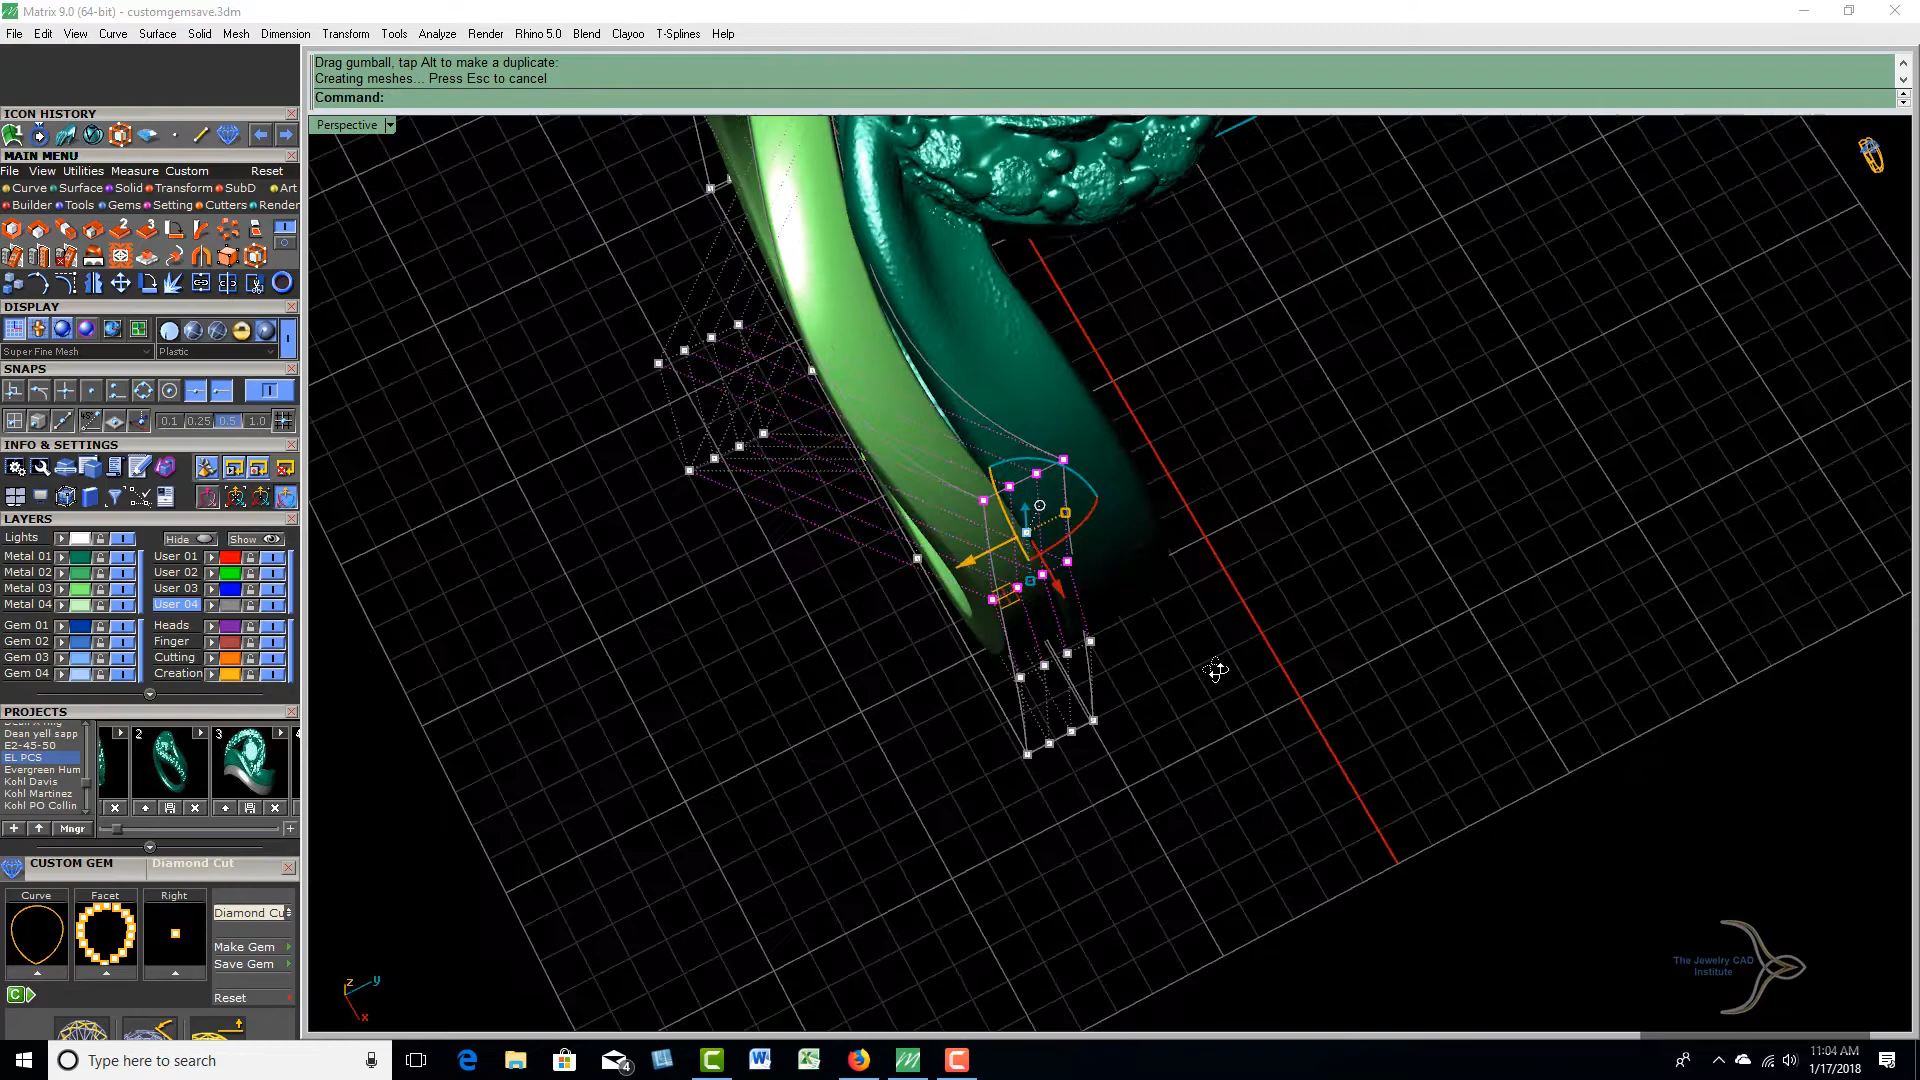 Matrix 9.0 (64-bit) - customgemsave.3dm
File Edit View Curve Surface Solid Mesh Dimension Transform Tools Analyze Render Rhino 5.0 Blend Clayoo T-Splines Help
Drag gumball, tap Alt to make a duplicate:
Creating meshes... Press Esc to cancel
Command:
Perspective
ICON HISTORY
MAIN MENU
File View Utilities Measure Custom Reset
Curve Surface Solid Transform SubD Art
Builder Tools Gems Setting Cutters Render
DISPLAY
Super Fine Mesh Plastic
SNAPS
0.1 0.25 0.5 1.0
INFO & SETTINGS
LAYERS
Lights Hide Show
Metal 01 User 01
Metal 02 User 02
Metal 03 User 03
Metal 04 User 04
Gem 01 Heads
Gem 02 Finger
Gem 03 Cutting
Gem 04 Creation
PROJECTS
Dean yell sapp
E2-45-50
EL PCS
Evergreen Hum
Kohl Davis
Kohl Martinez
Kohl PO Collin
2 3 4
Mngr
CUSTOM GEM Diamond Cut
Curve Facet Right
Diamond Cu
Make Gem
Save Gem
Reset
C
z y
x
The Jewelry CAD
Institute
Type here to search
4
11:04 AM
1/17/2018